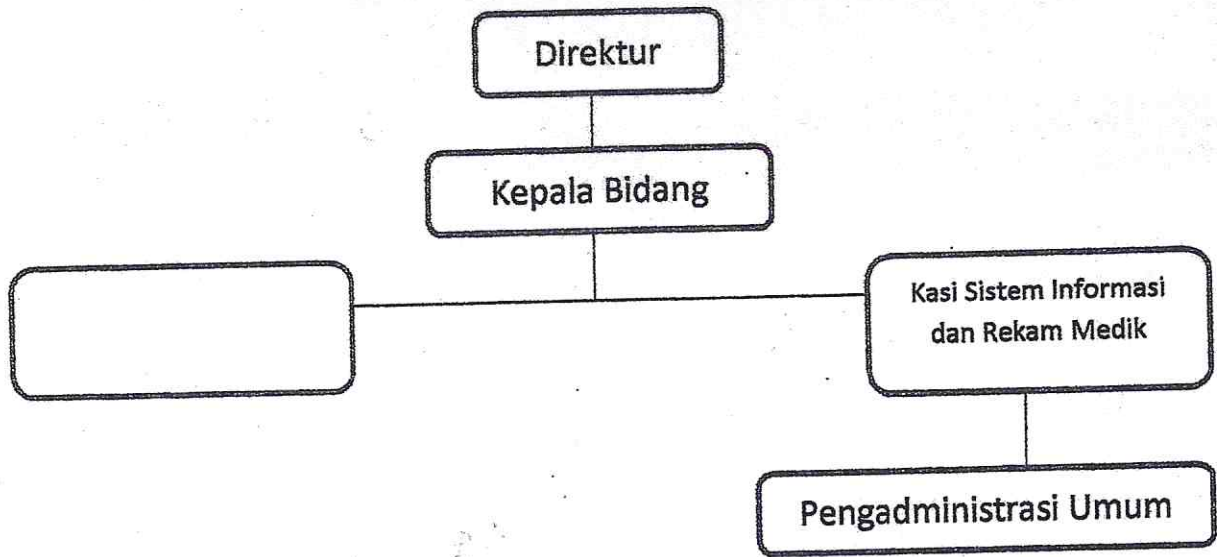 Direktur
Kepala Bidang
Kasi Sistem Informasi
dan Rekam Medik
Pengadministrasi Umum